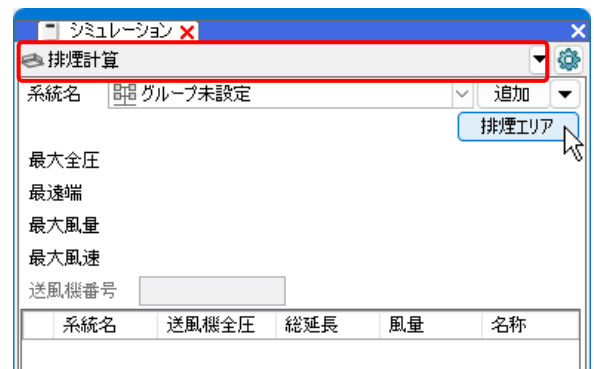 シミュレーション
排煙計算
系統名 グループ未設定 追加
排煙エリア
最大全圧
最遠端
最大風量
最大風速
送風機番号
系統名 送風機全圧 総延長 風量 名称